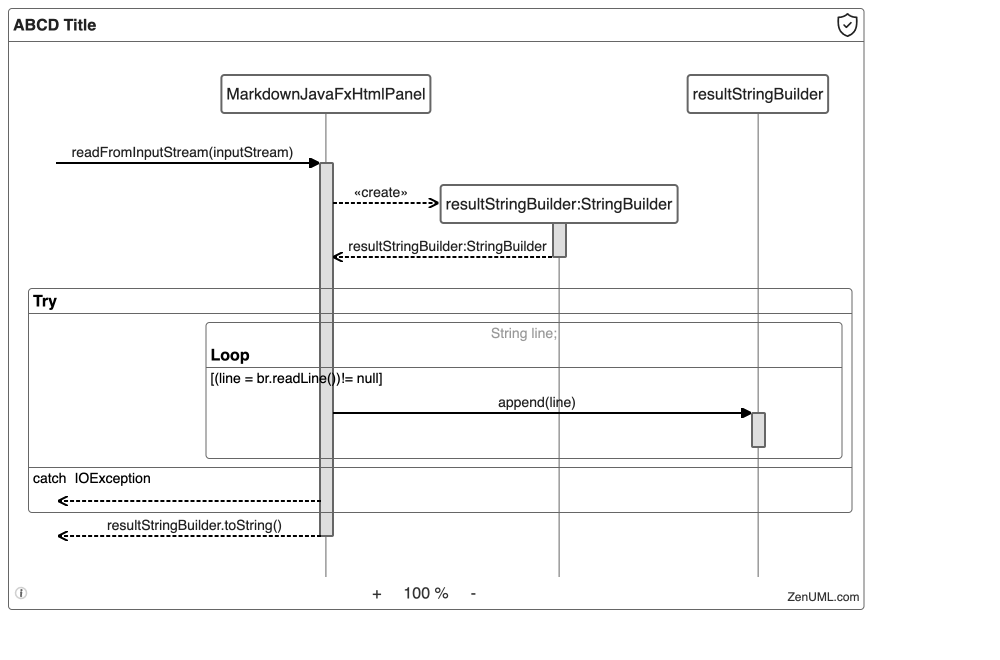 ABCD Title
MarkdownJavaFxHtmlPanel
resultStringBuilder
readFromInputStream(inputStream)
«create»
resultStringBuilder:StringBuilder
resultStringBuilder:StringBuilder
Try
String line;
Loop
[(line = br.readLine())!= null]
append(line)
catch IOException
resultStringBuilder.toString()
+ 100 % -
ZenUML.com